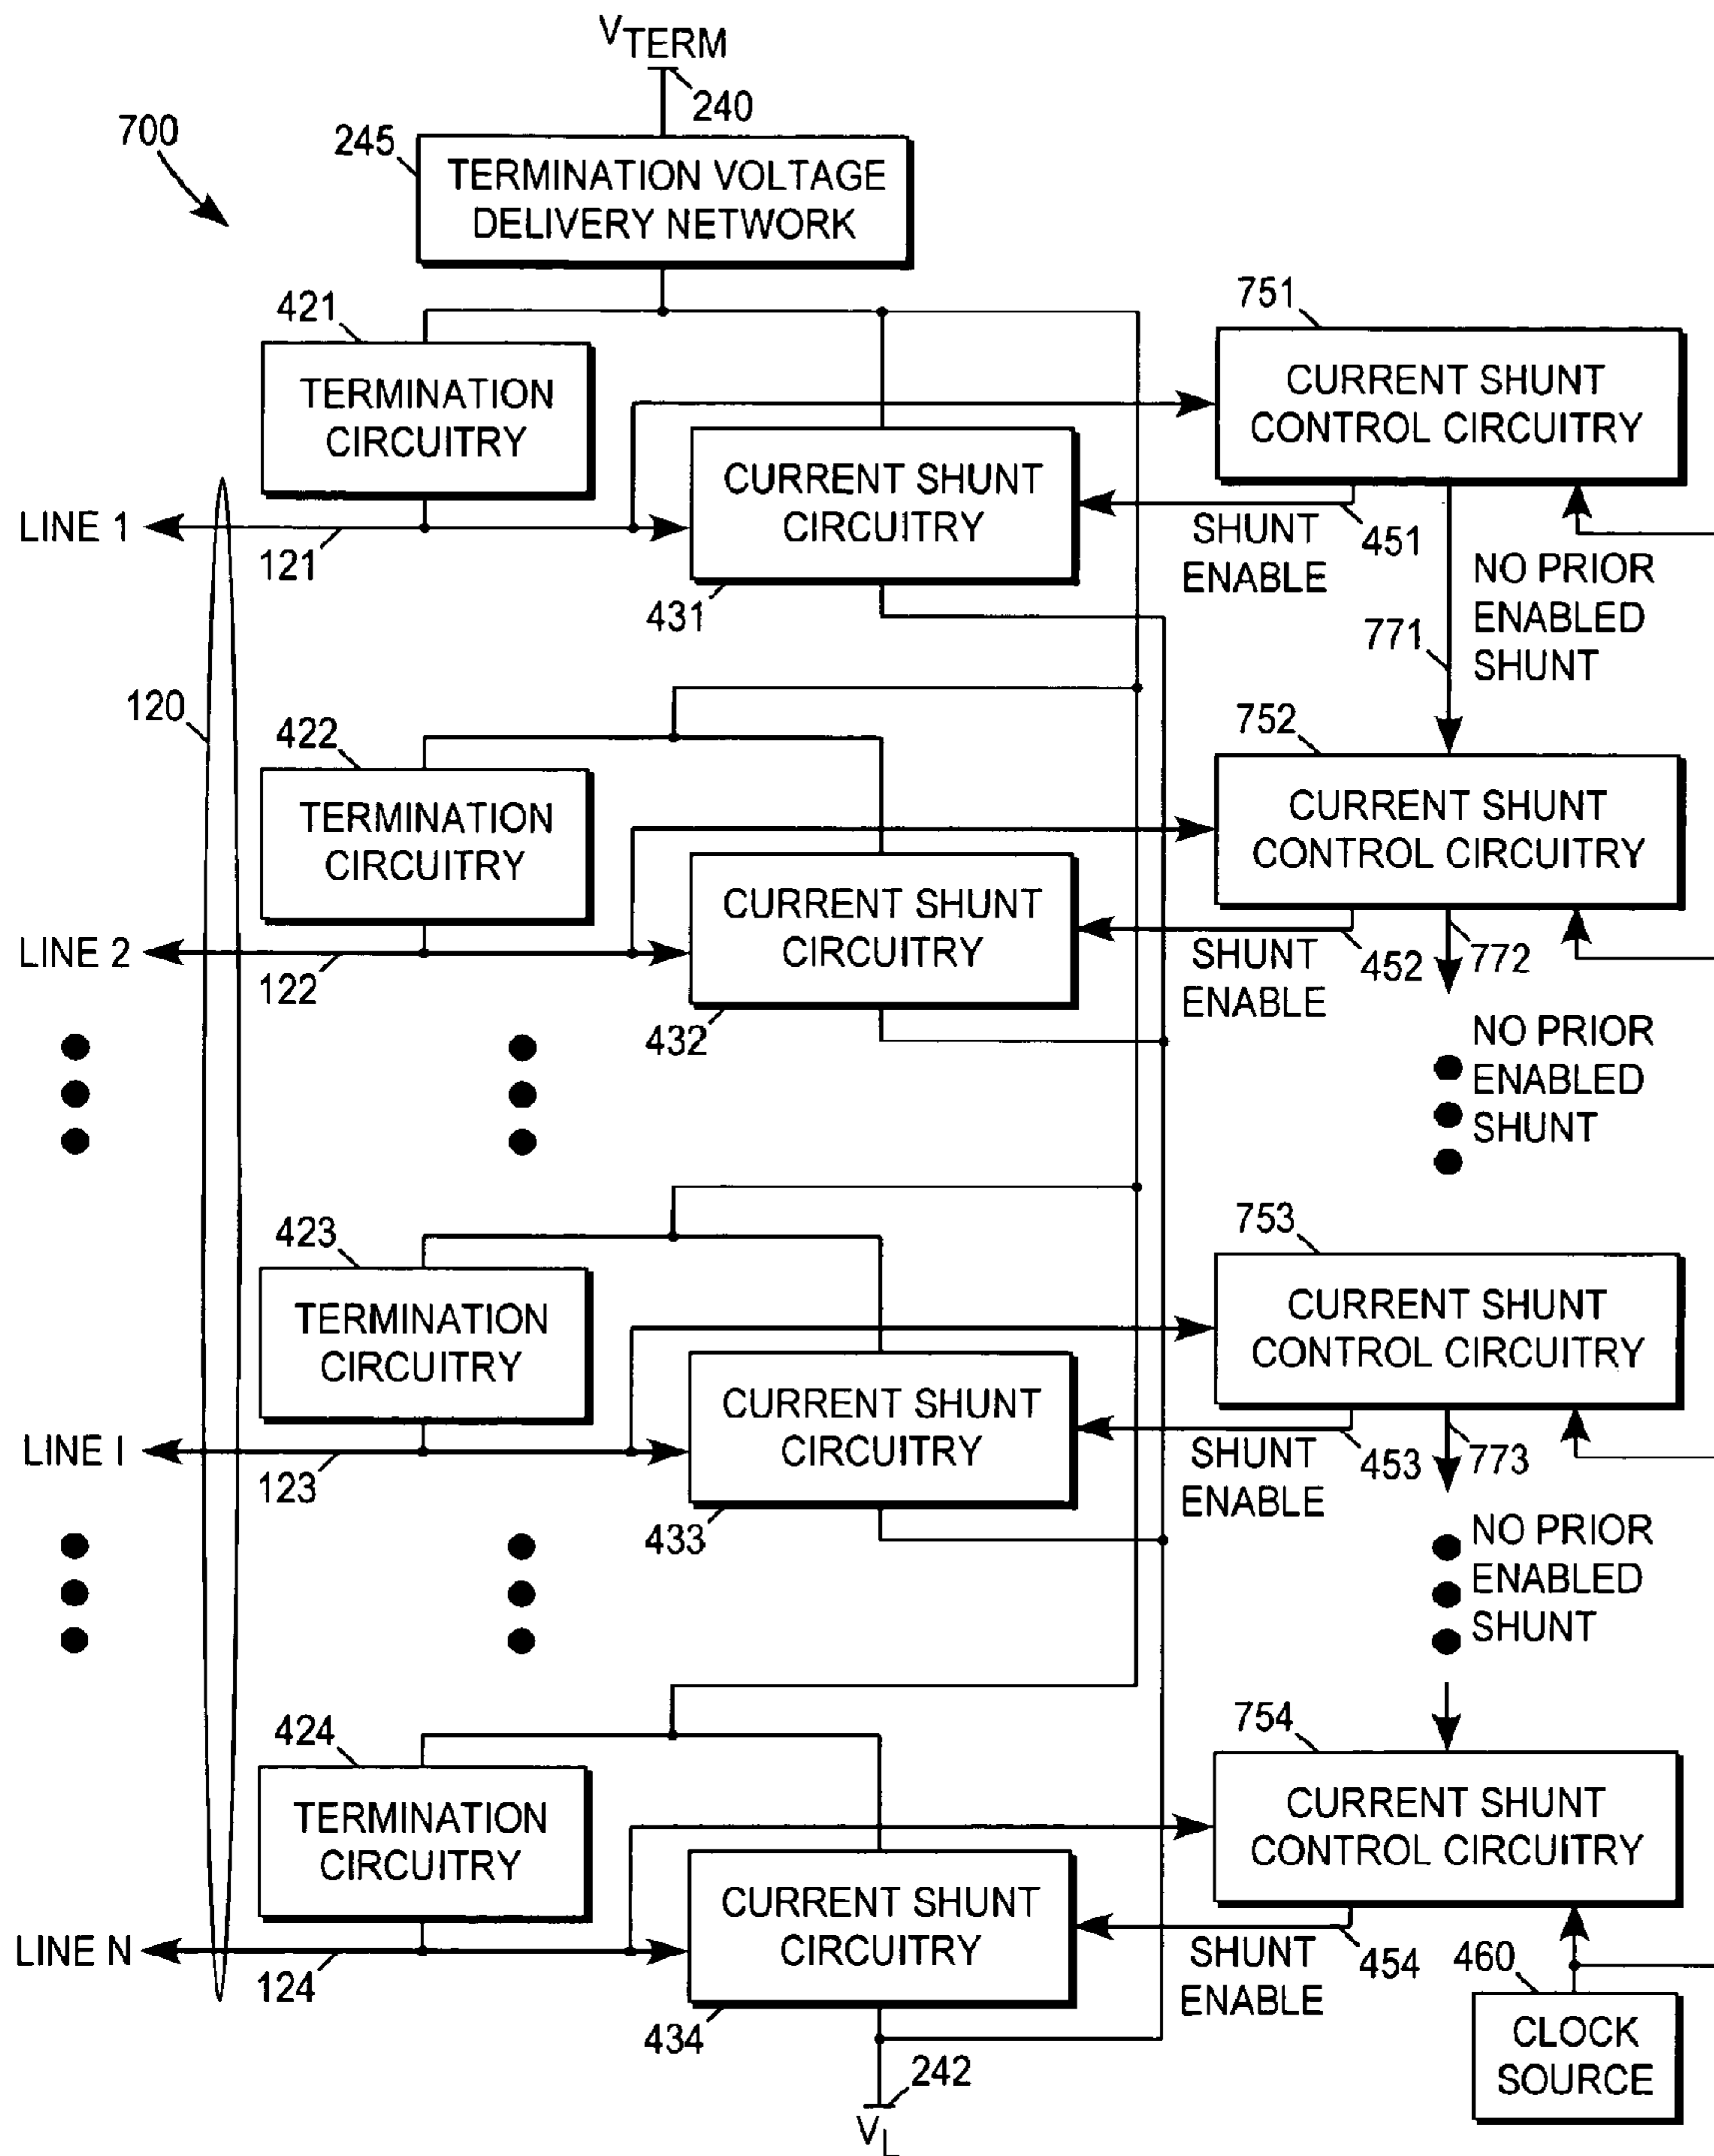 VTERM
240
700
245
TERMINATION VOLTAGE
DELIVERY NETWORK
421
TERMINATION
CIRCUITRY
751
CURRENT SHUNT
CONTROL CIRCUITRY
CURRENT SHUNT
CIRCUITRY
LINE 1
121
431
SHUNT
ENABLE
451
NO PRIOR
ENABLED
SHUNT
771
120
422
TERMINATION
CIRCUITRY
752
CURRENT SHUNT
CONTROL CIRCUITRY
CURRENT SHUNT
CIRCUITRY
LINE 2
122
432
SHUNT
ENABLE
452
772
NO PRIOR
ENABLED
SHUNT
423
TERMINATION
CIRCUITRY
753
CURRENT SHUNT
CONTROL CIRCUITRY
CURRENT SHUNT
CIRCUITRY
LINE I
123
433
SHUNT
ENABLE
453
773
NO PRIOR
ENABLED
SHUNT
424
TERMINATION
CIRCUITRY
754
CURRENT SHUNT
CONTROL CIRCUITRY
CURRENT SHUNT
CIRCUITRY
LINE N
124
434
SHUNT
ENABLE
454
460
CLOCK
SOURCE
242
VL